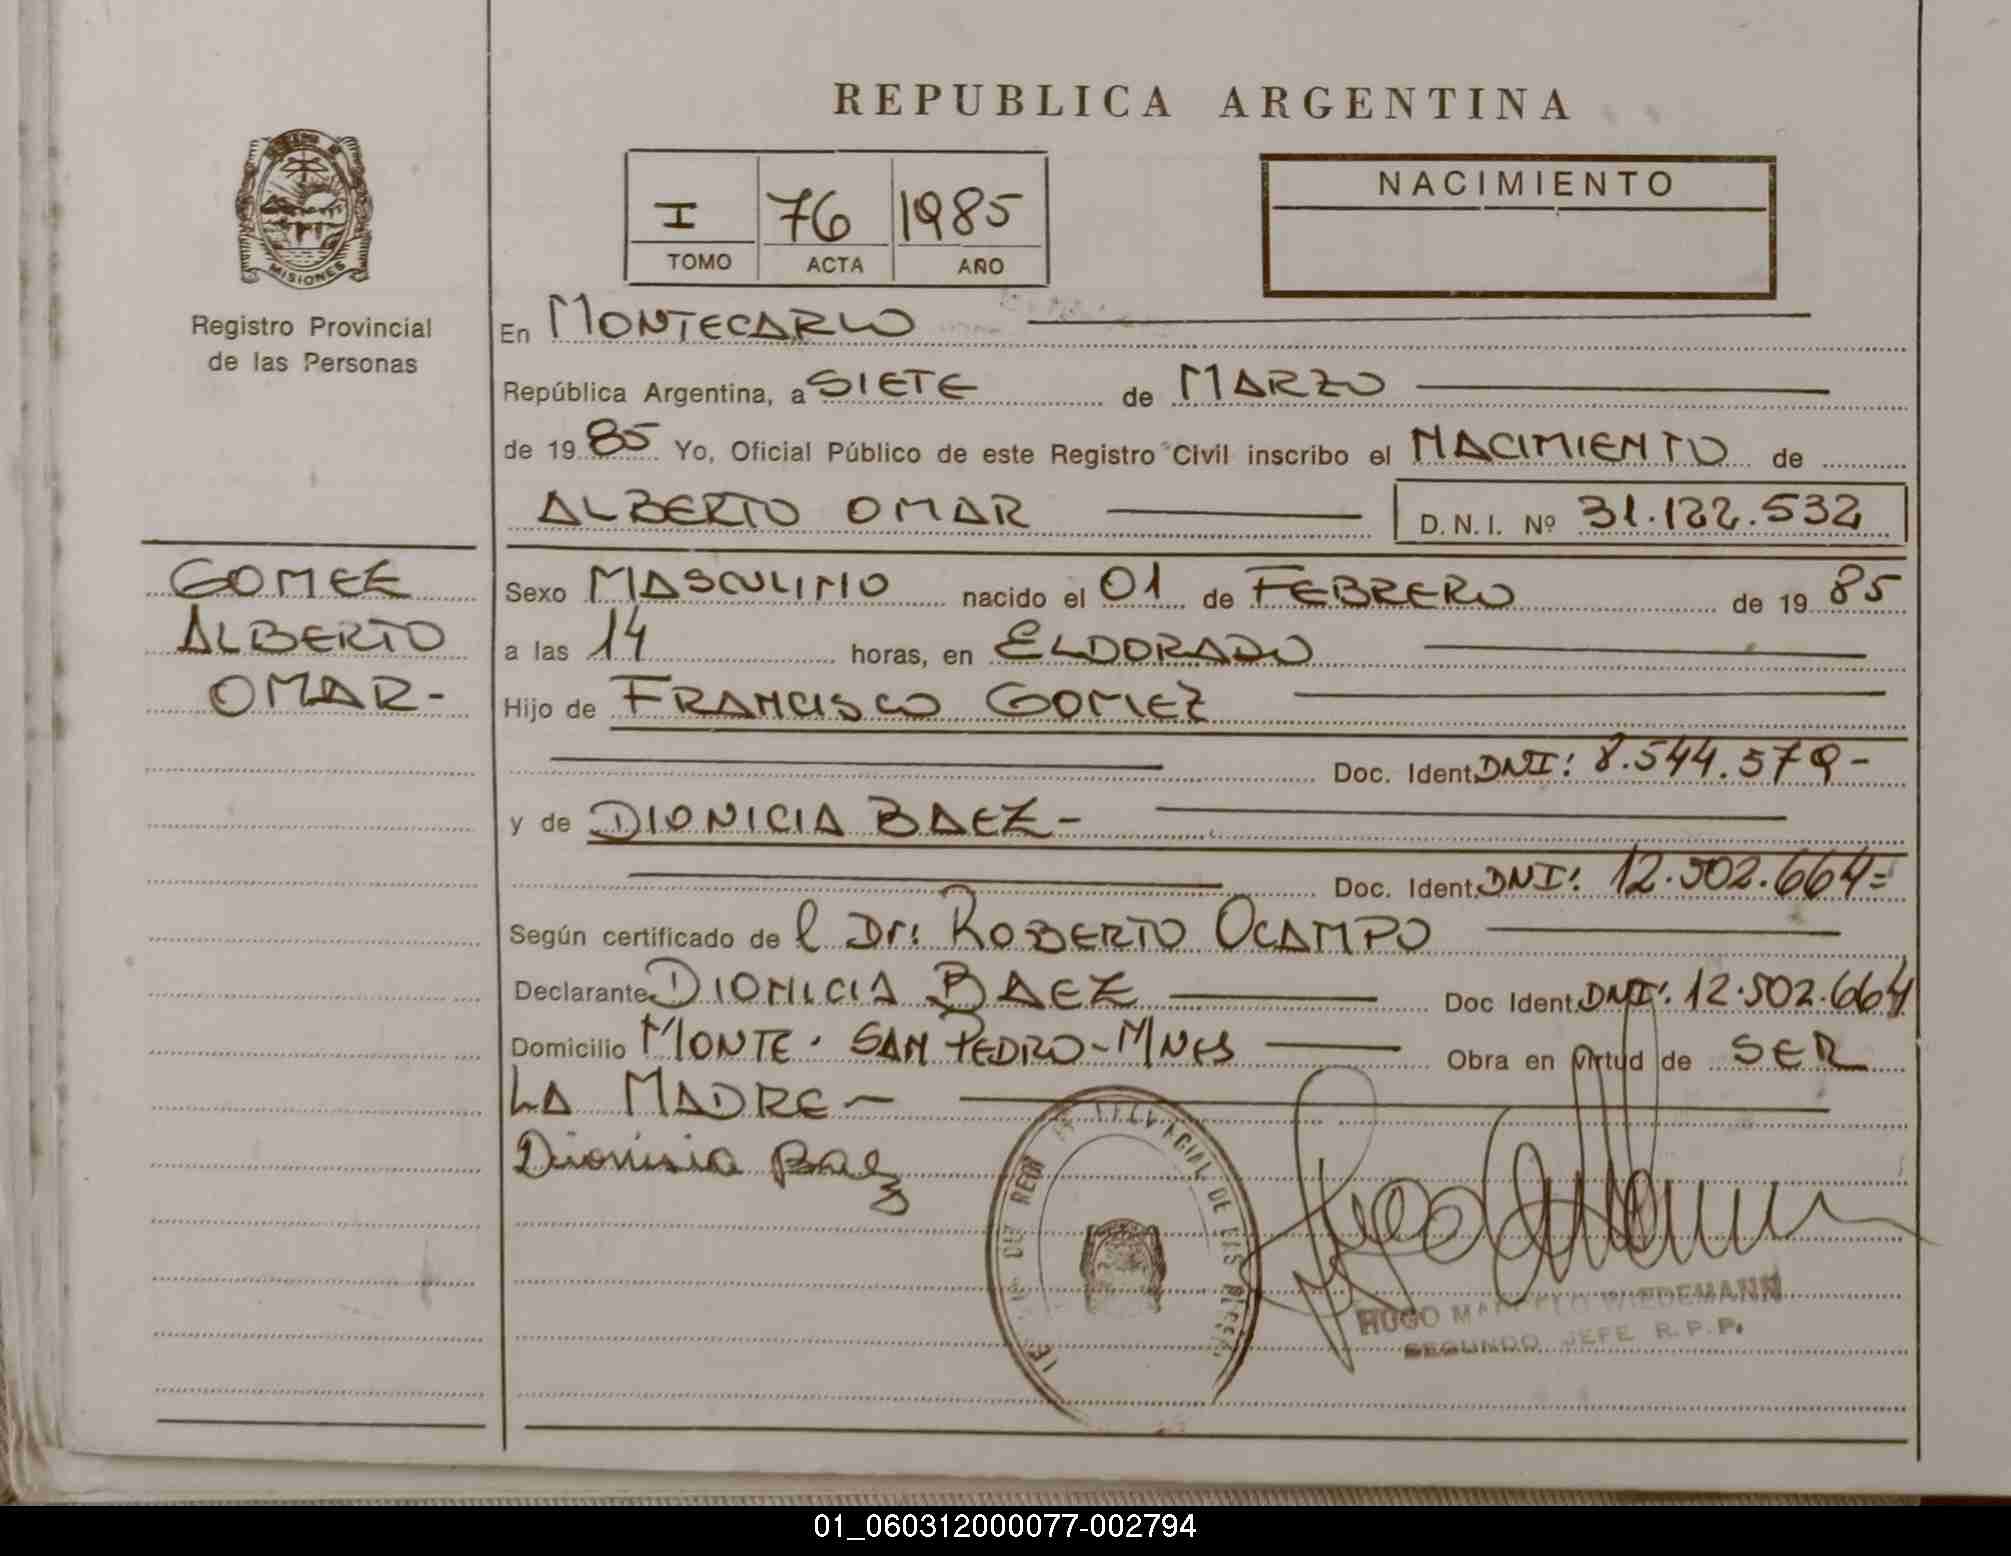 REPUBLICA ARGENTINA
MISIONES
Registro Provincial
de las Personas
I 76 1985
TOMO ACTA AÑO
NACIMIENTO
En MONTECARLO
República Argentina, a SIETE de MARZO
de 1985 Yo, Oficial Público de este Registro Civil inscribo el NACIMIENTO de
ALBERTO OMAR D.N.I. Nº 31.122.532
GOMEZ
ALBERTO
OMAR-
Sexo MASCULINO nacido el 01 de FEBRERO de 1985
a las 14 horas, en ELDORADO
Hijo de FRANCISCO GOMEZ
Doc. Ident. DNI: 8.544.579-
y de DIONICIA BAEZ-
Doc. Ident. DNI: 12.502.664=
Según certificado de l Dr: ROBERTO OCAMPO
Declarante DIONICIA BAEZ Doc Ident. DNI: 12.502.664
Domicilio MONTE. SAN PEDRO-MNES Obra en virtud de SER
LA MADRE-
Dionisia Baez
HUGO MARCELO WIEDEMANN
SEGUNDO JEFE R.P.P.
01_060312000077-002794